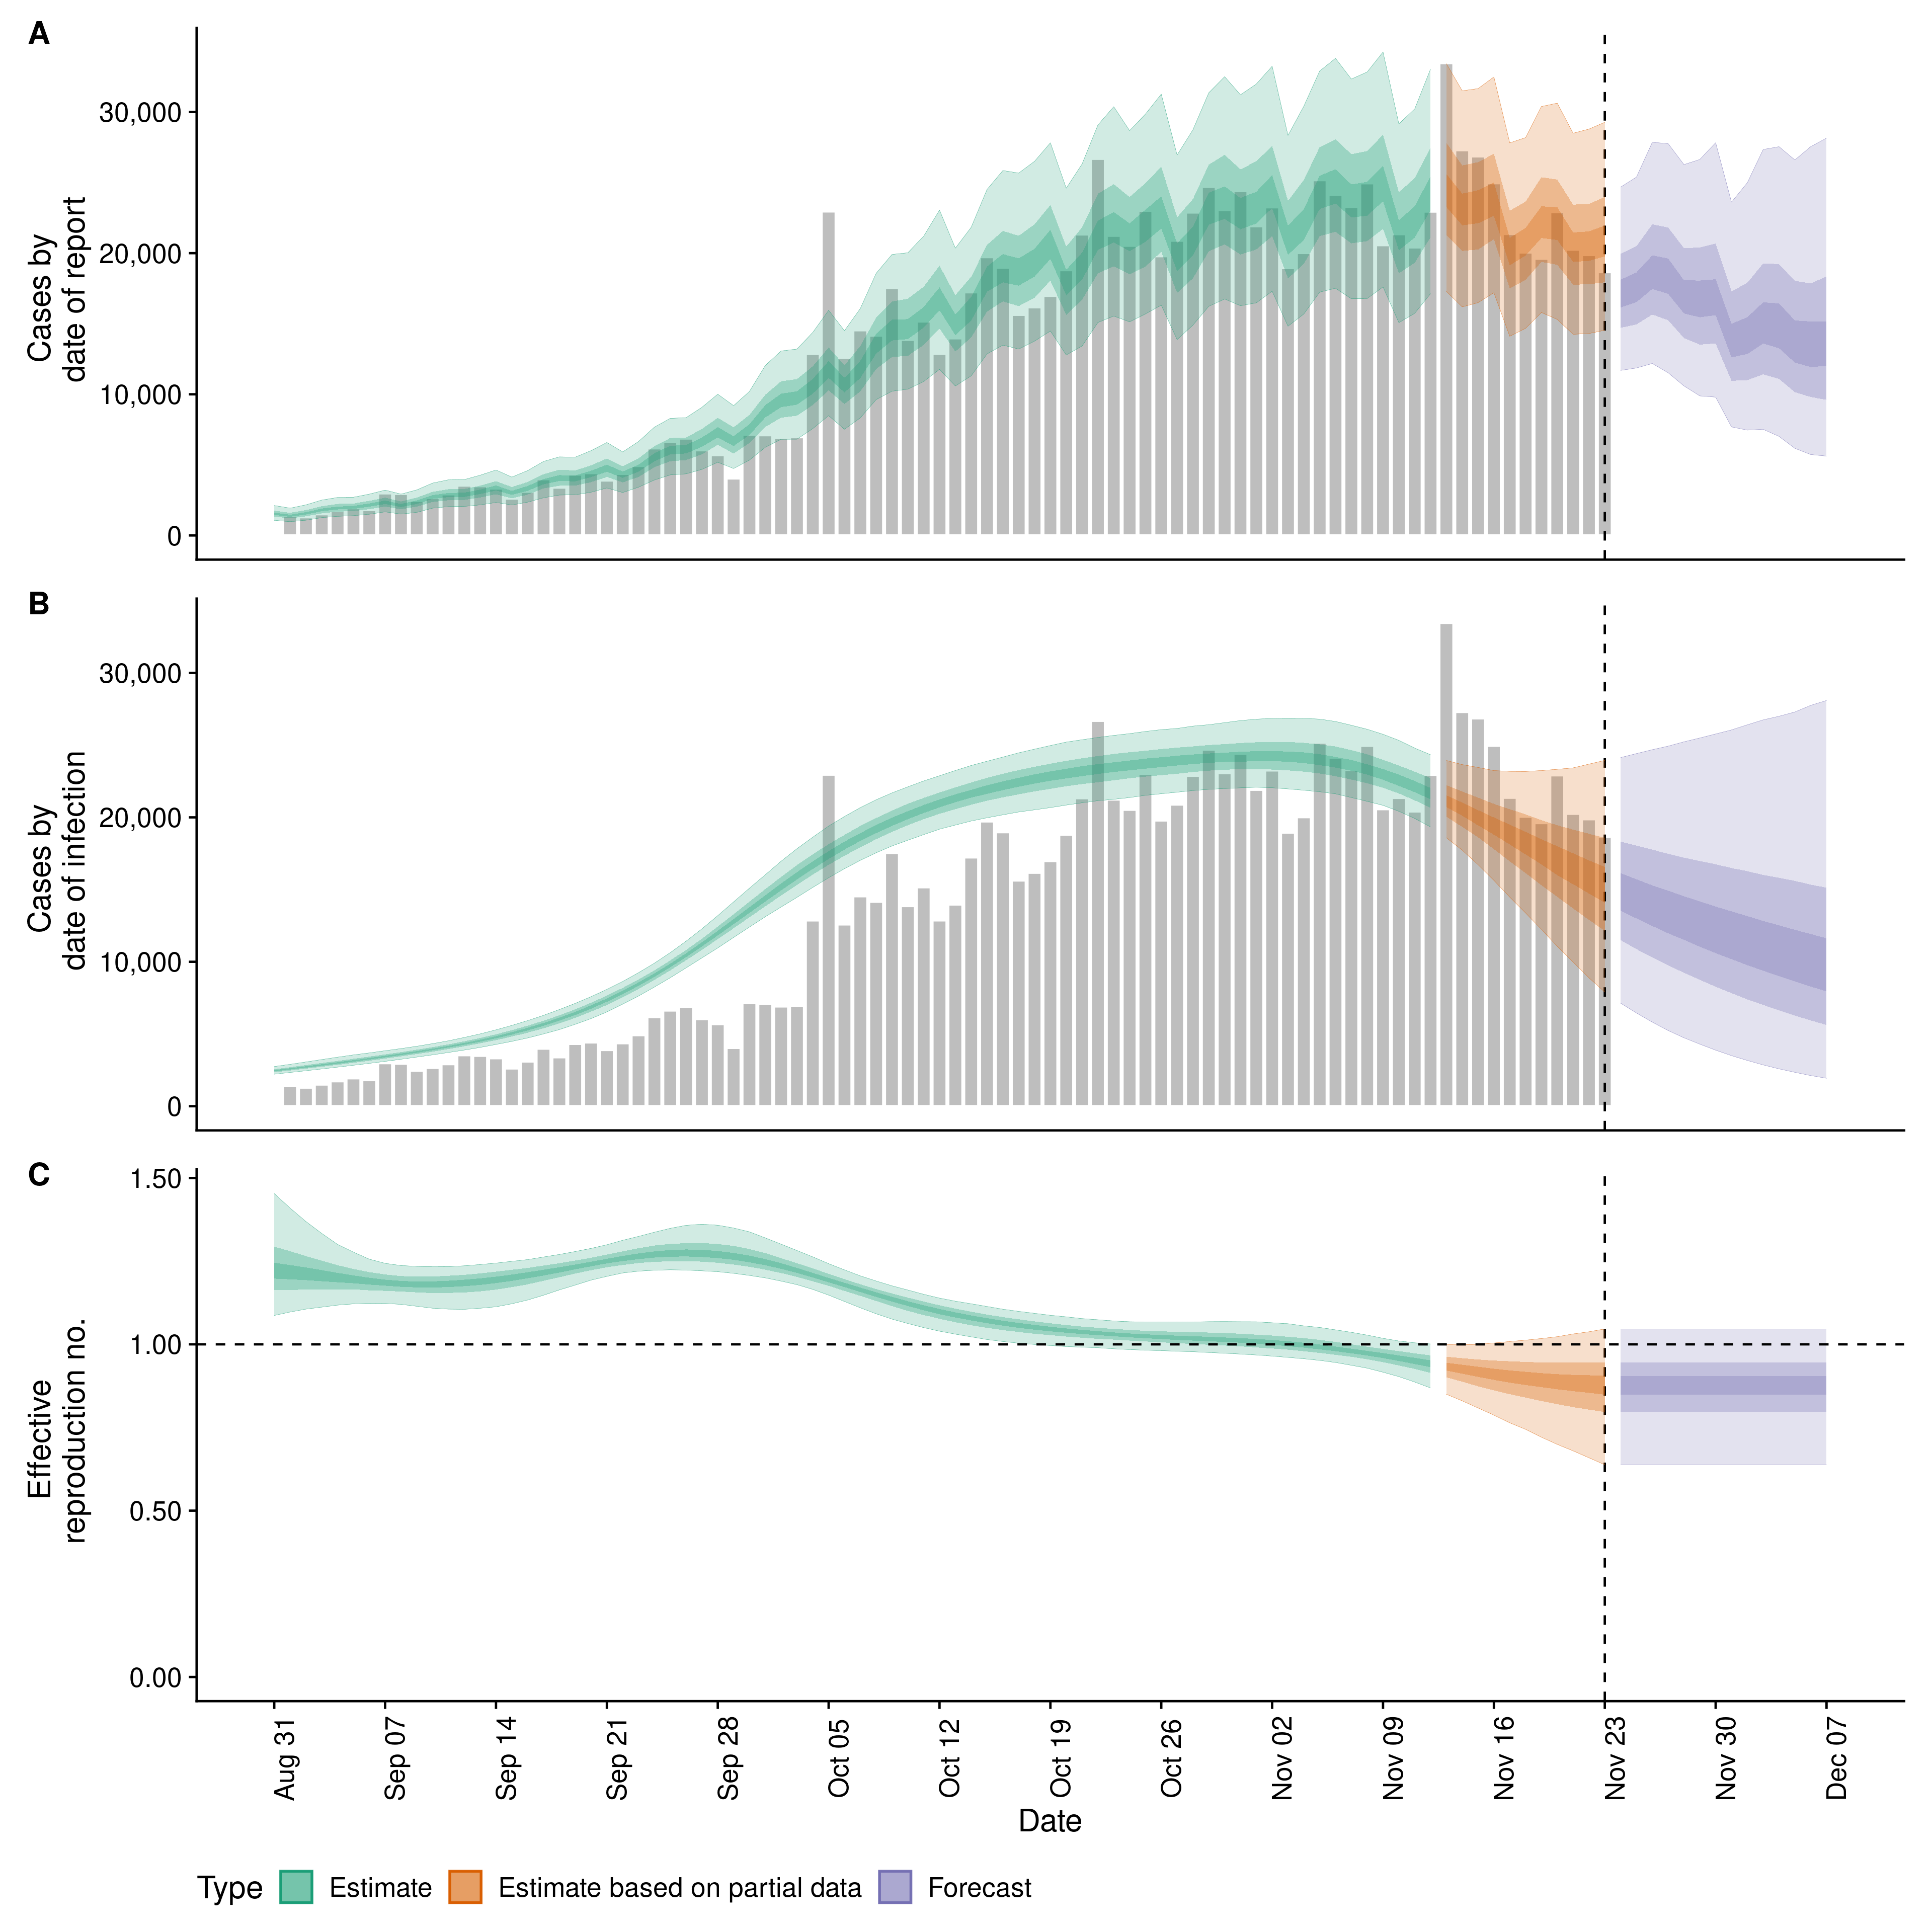 A
Cases by
date of report
30,000
20,000
10,000
0
B
Cases by
date of infection
30,000
20,000
10,000
0
C
Effective
reproduction no.
1.50
1.00
0.50
0.00
Aug 31
Sep 07
Sep 14
Sep 21
Sep 28
Oct 05
Oct 12
Oct 19
Oct 26
Nov 02
Nov 09
Nov 16
Nov 23
Nov 30
Dec 07
Date
Type Estimate Estimate based on partial data Forecast